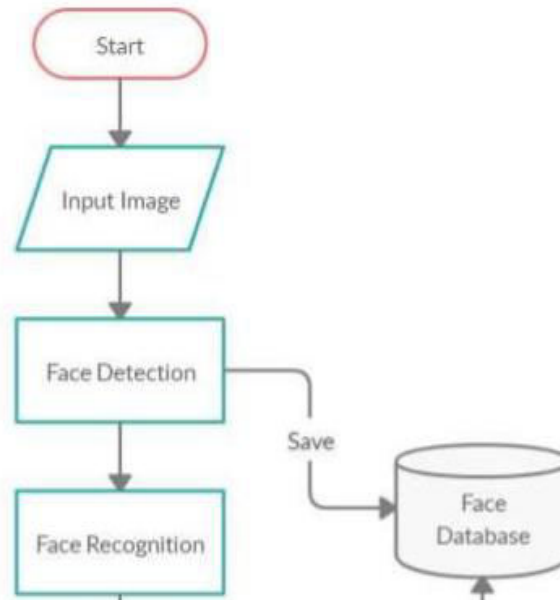 Start
Input Image
Face Detection
Save
Face
Database
Face Recognition